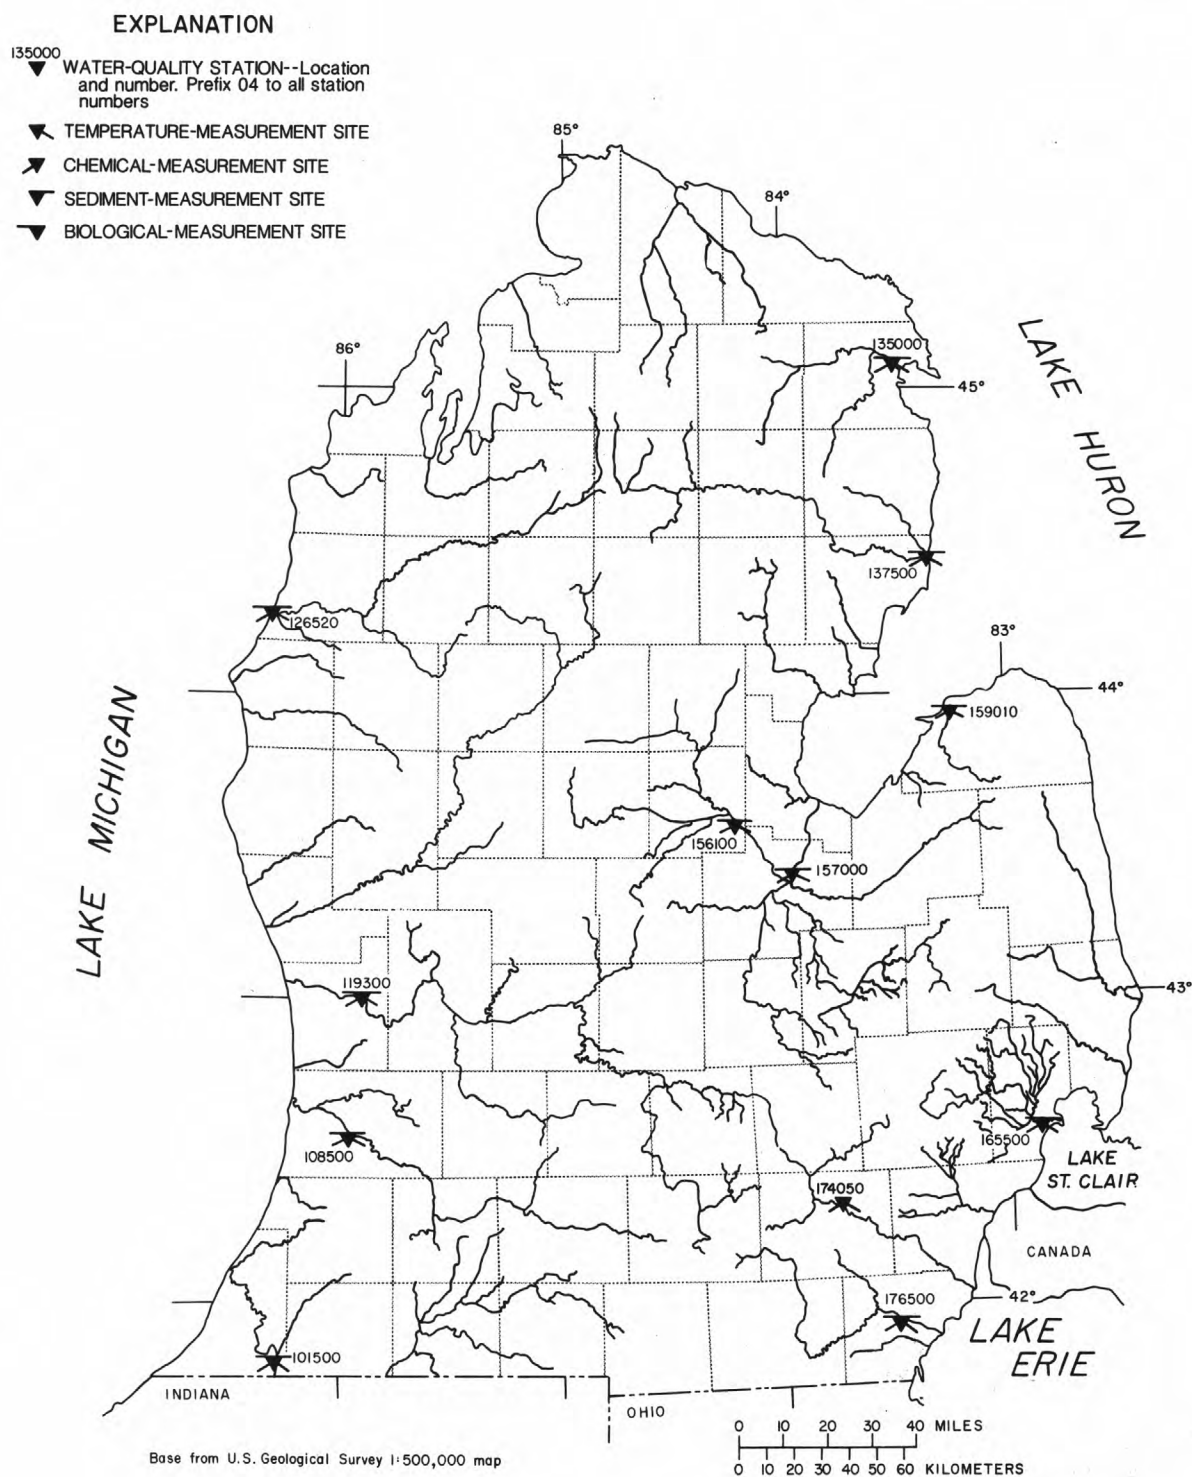 EXPLANATION
135000
WATER-QUALITY STATION--Location
and number. Prefix 04 to all station
numbers
TEMPERATURE-MEASUREMENT SITE
CHEMICAL-MEASUREMENT SITE
SEDIMENT-MEASUREMENT SITE
BIOLOGICAL-MEASUREMENT SITE
85°
84°
86°
135000
45°
LAKE HURON
137500
126520
83°
44°
159010
LAKE MICHIGAN
156100
157000
119300
43°
108500
165500
LAKE
ST. CLAIR
174050
CANADA
42°
176500
LAKE
ERIE
101500
INDIANA
OHIO
0 10 20 30 40 MILES
0 10 20 30 40 50 60 KILOMETERS
Base from U.S. Geological Survey 1:500,000 map